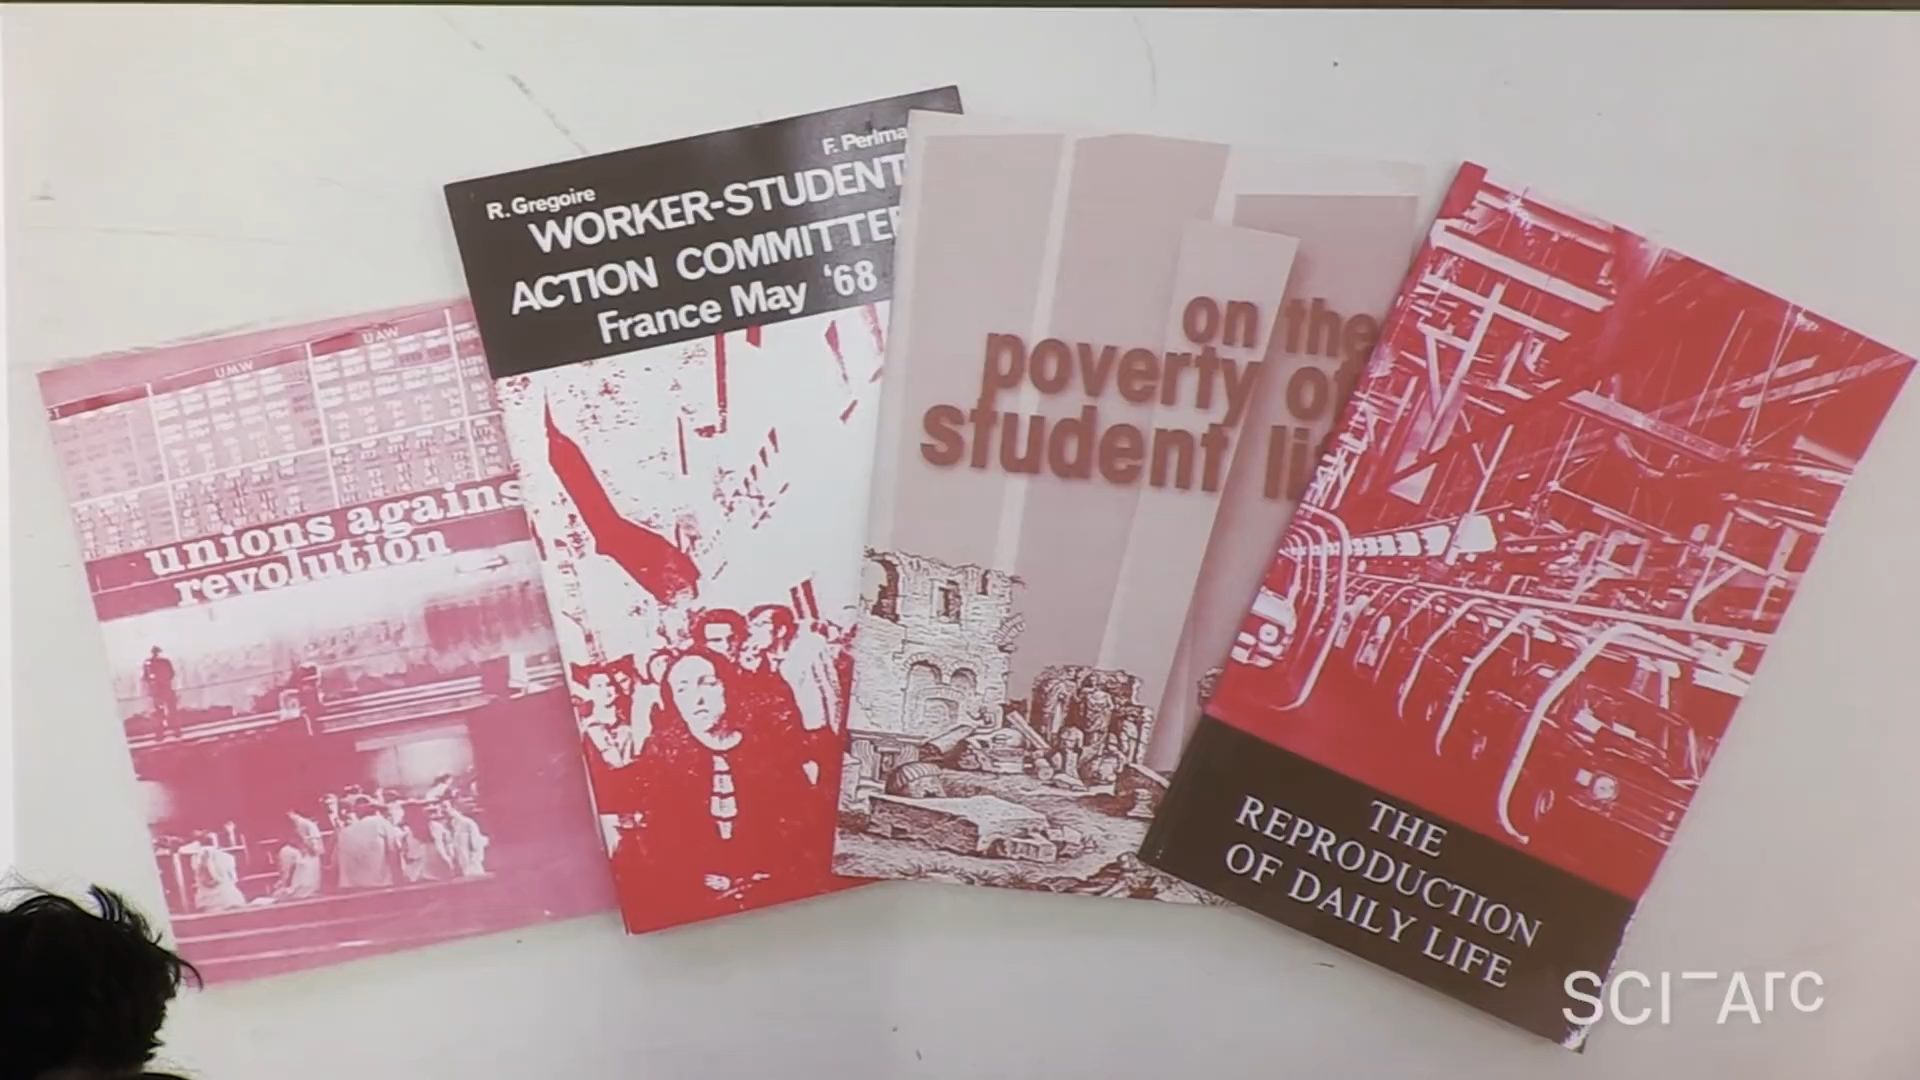 UMW
UAW
unions agains
revolution
R. Gregoire
F. Perlma
WORKER-STUDENT
ACTION COMMITTE
France May '68
on the
poverty of
student li
THE
REPRODUCTION
OF DAILY LIFE
SCI-Arc